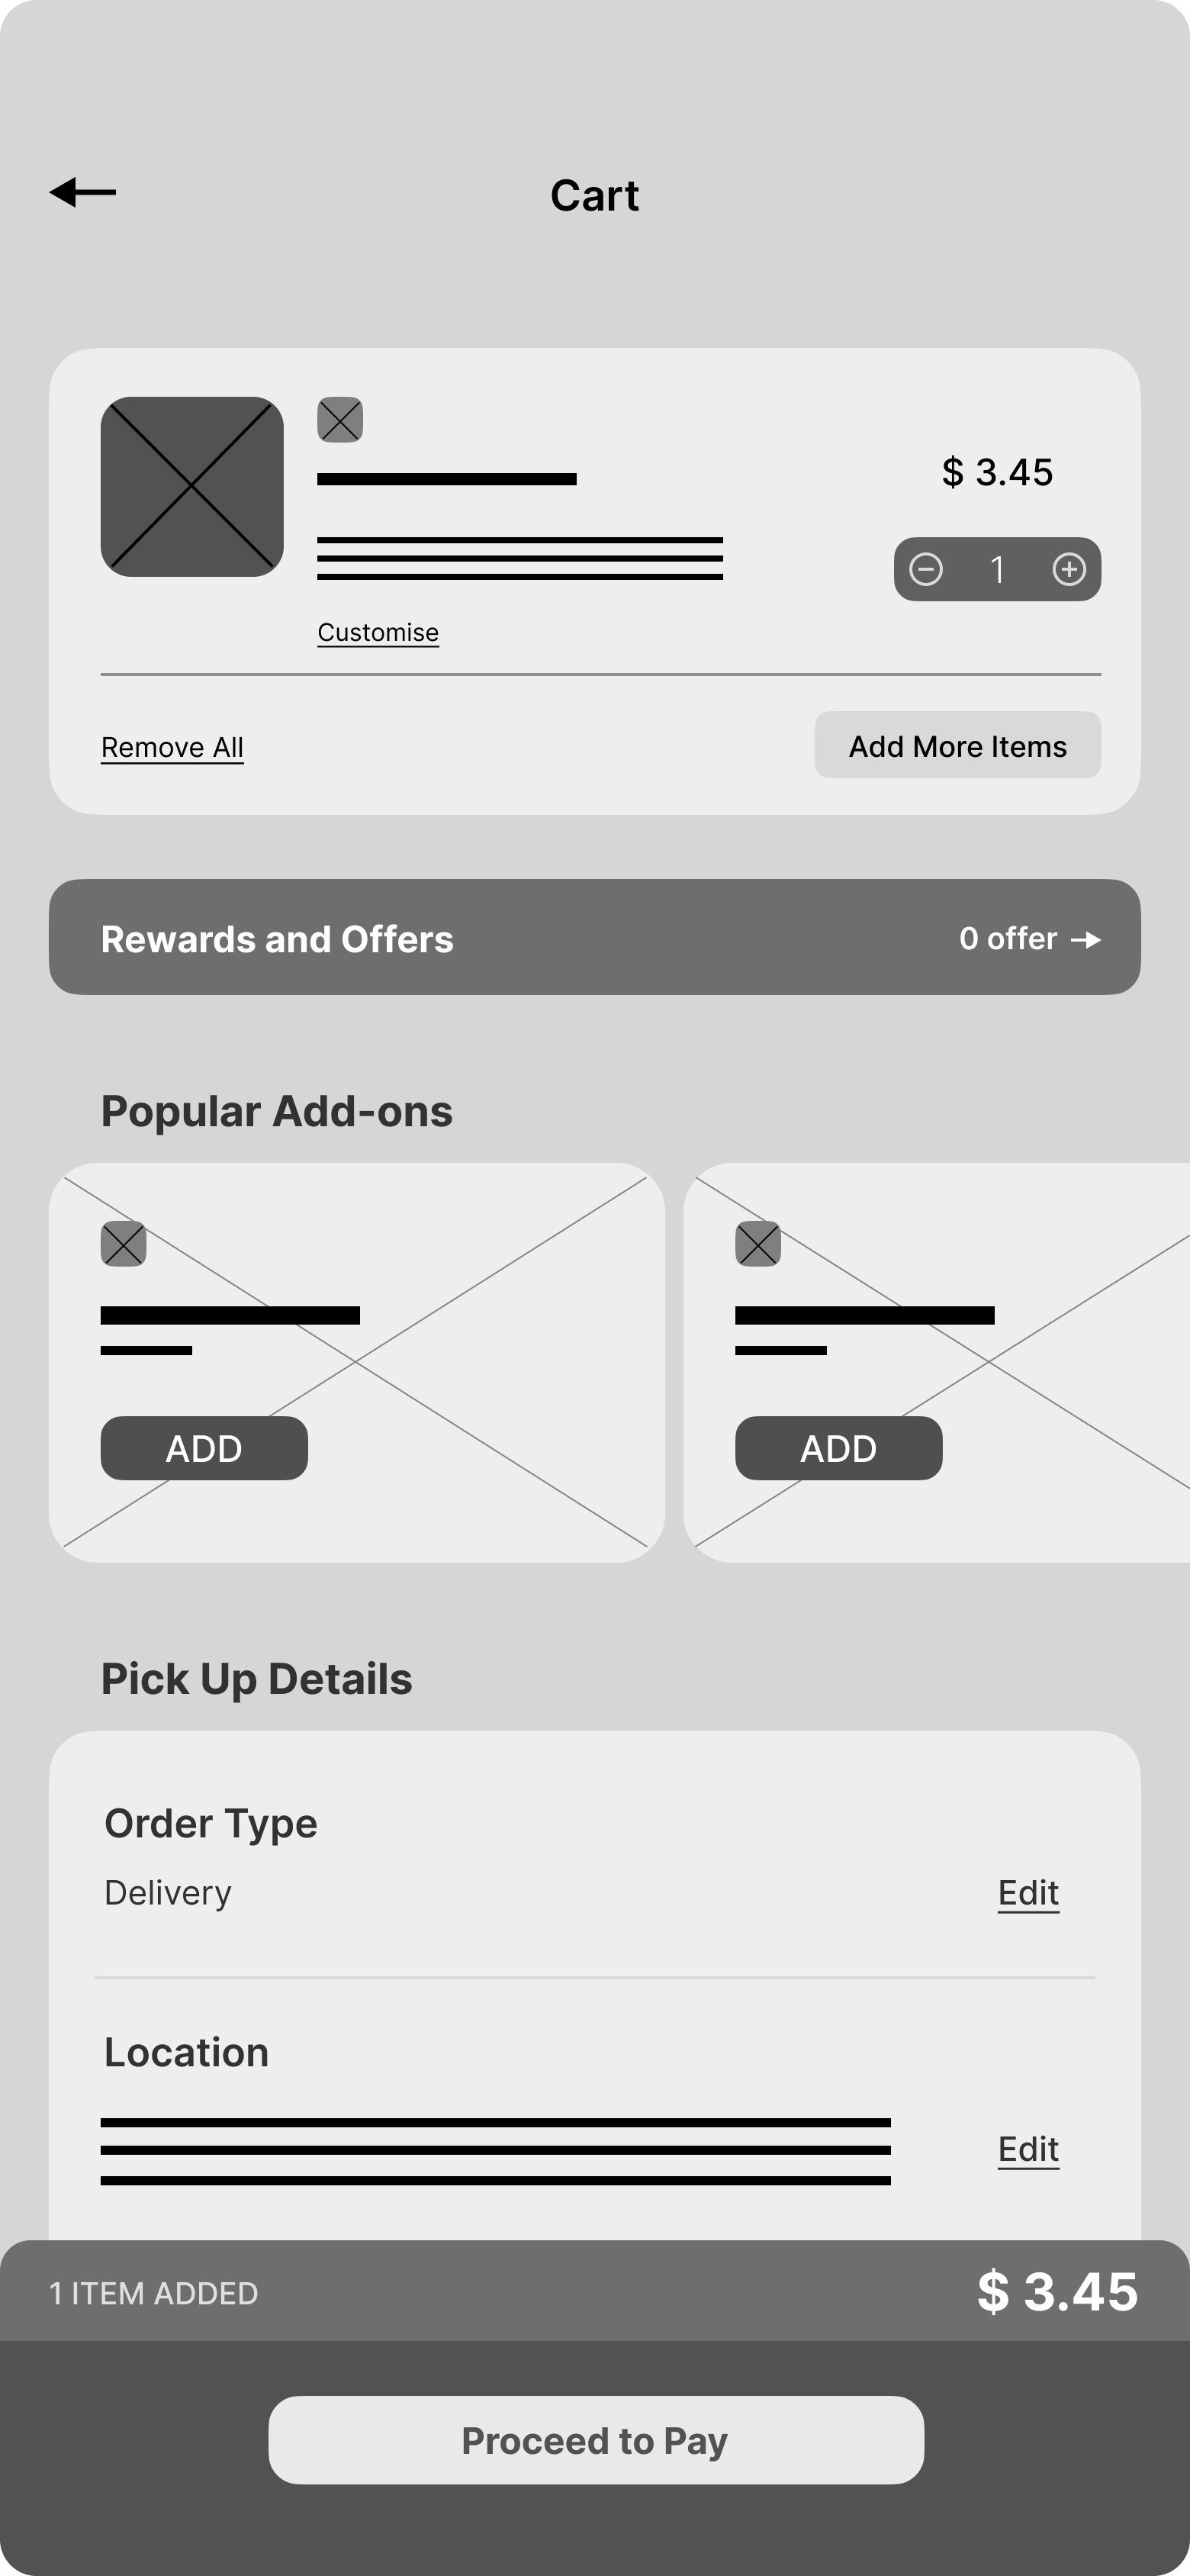 Cart
$ 3.45
1
Customise
Remove All
Add More Items
Rewards and Offers
0 offer
Popular Add-ons
ADD
ADD
Pick Up Details
Order Type
Delivery
Edit
Location
Edit
1 ITEM ADDED
$ 3.45
Proceed to Pay